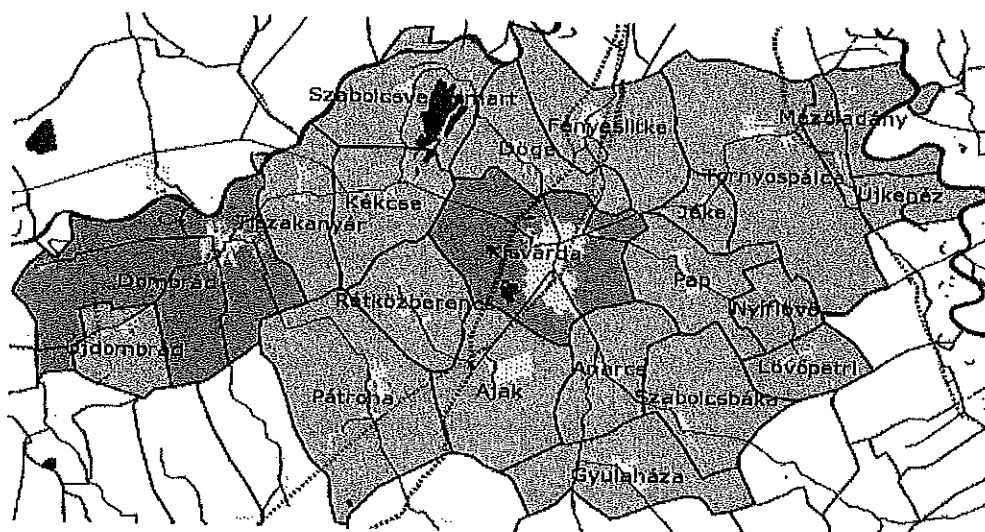 Szabolcsveresmart
Mezőladány
Fényeslitke
Döge
Tornyospálca
Újkenéz
Kékcse
Jéke
Tiszakanyár
Kisvárda
Dombrád
Pap
Rétközberencs
Nyírlövő
Újdombrád
Lövőpetri
Anarcs
Ajak
Pátroha
Szabolcsbáka
Gyulaháza